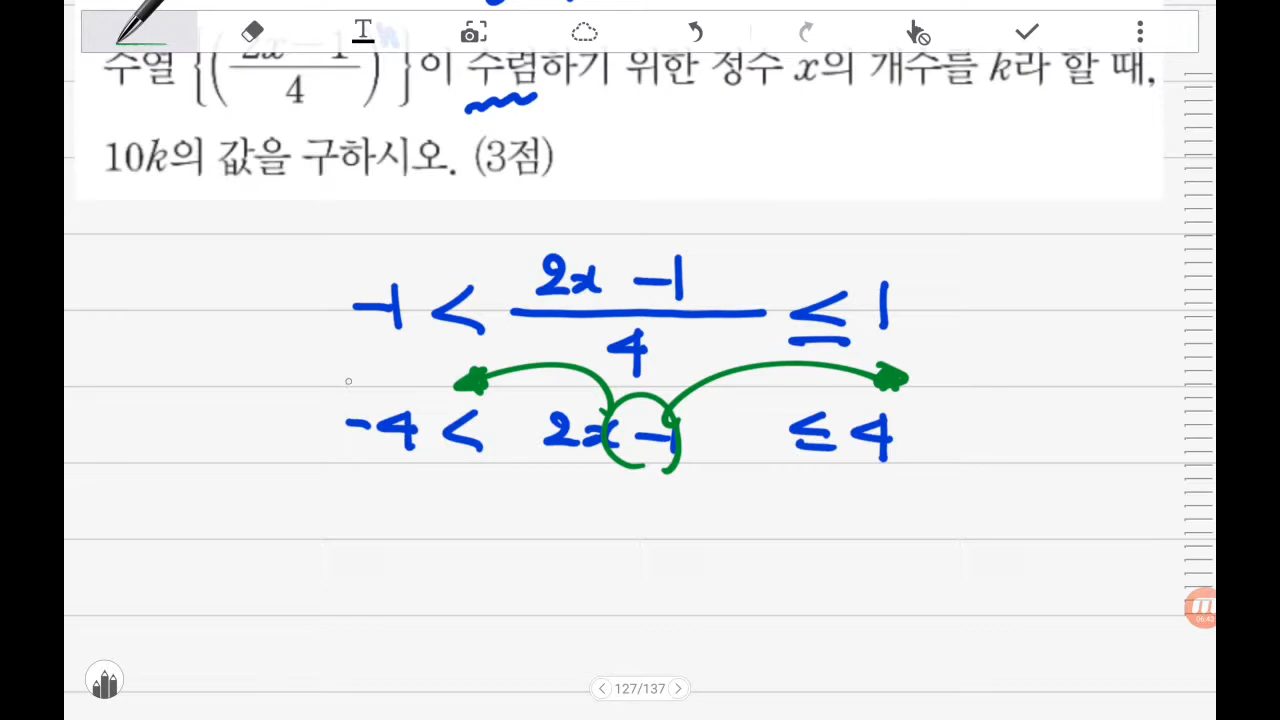 T
수열 {(2x-1/4)}이 수렴하기 위한 정수 x의 개수를 k라 할 때,
10k의 값을 구하시오. (3점)
-1 < 2x -1/4 ≤ 1
-4 < 2x -1 ≤ 4
06:43
127/137